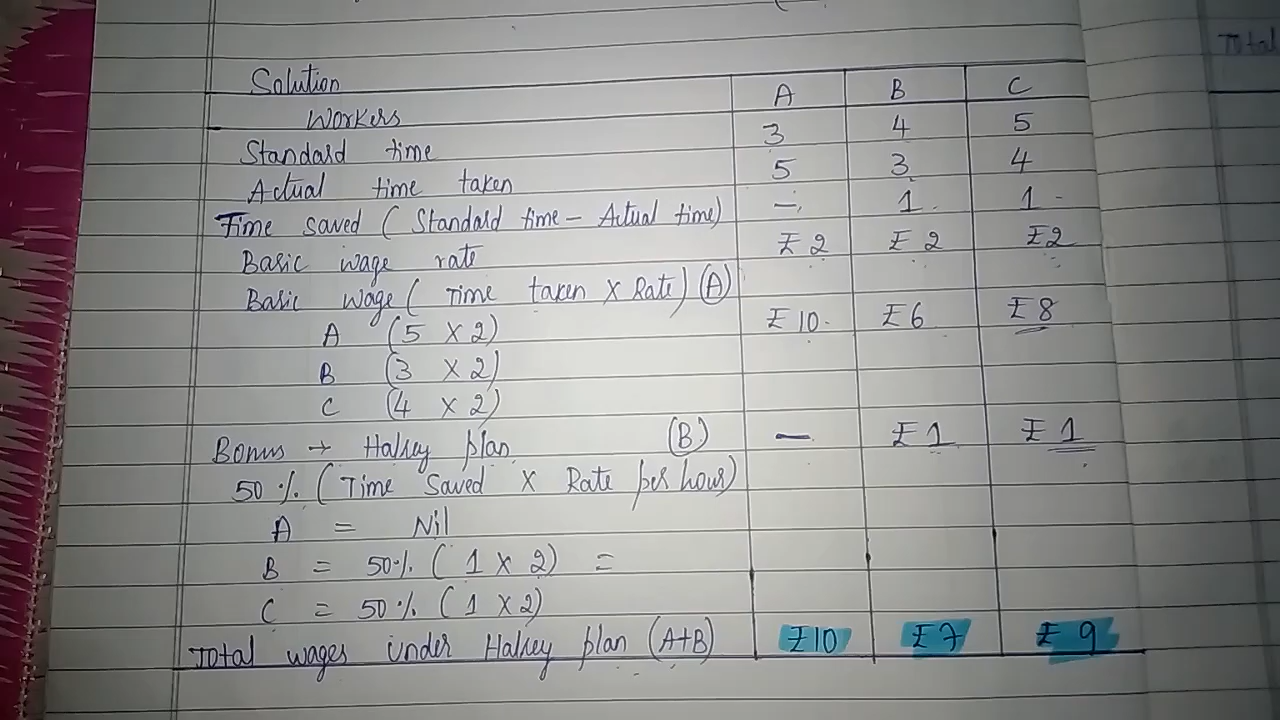 Total
Solution
Workers A B C
Standard time 3 4 5
Actual time taken 5 3 4
Time saved ( Standard time - Actual time) - 1 1
Basic wage rate ₹2 ₹2 ₹2
Basic wage ( Time taken X Rate) (A)
A (5 X 2) ₹10 ₹6 ₹8
B (3 X 2)
C (4 X 2)
Bonus → Halsey plan (B) — ₹1 ₹1
50 % ( Time Saved X Rate per hour)
A = Nil
B = 50% ( 1 X 2) =
C = 50% ( 1 X 2)
Total wages under Halsey plan (A+B) ₹10 ₹7 ₹9